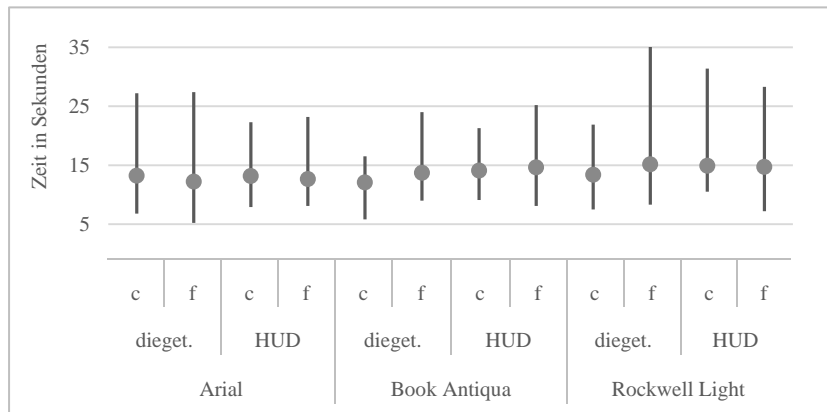 Zeit in Sekunden
35
25
15
5
c f c f c f c f c f c f
dieget. HUD dieget. HUD dieget. HUD
Arial Book Antiqua Rockwell Light